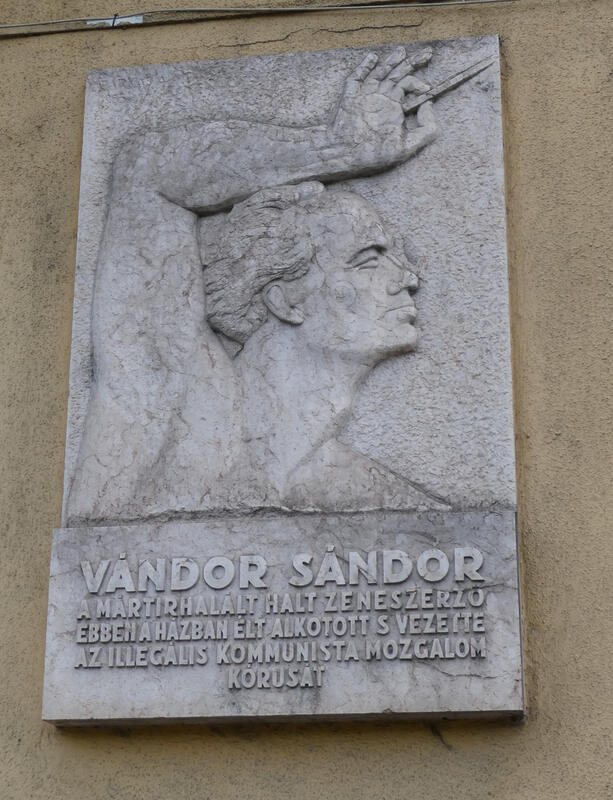 VÁNDOR SÁNDOR
A MÁRTIRHALÁLT HALT ZENESZERZŐ
EBBEN A HÁZBAN ÉLT ALKOTOTT S VEZETTE
AZ ILLEGÁLIS KOMMUNISTA MOZGALOM
KÓRUSÁT